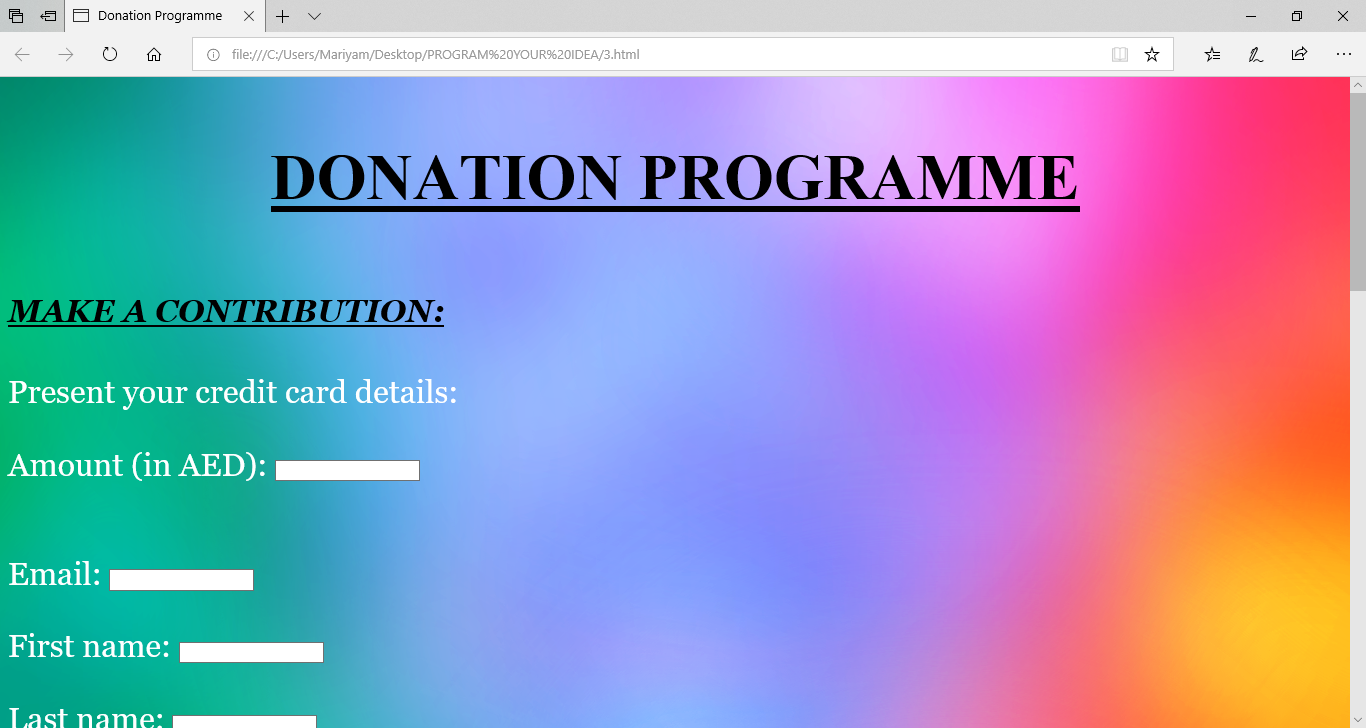 Donation Programme
file:///C:/Users/Mariyam/Desktop/PROGRAM%20YOUR%20IDEA/3.html
DONATION PROGRAMME
MAKE A CONTRIBUTION:
Present your credit card details:
Amount (in AED):
Email:
First name:
Last name: